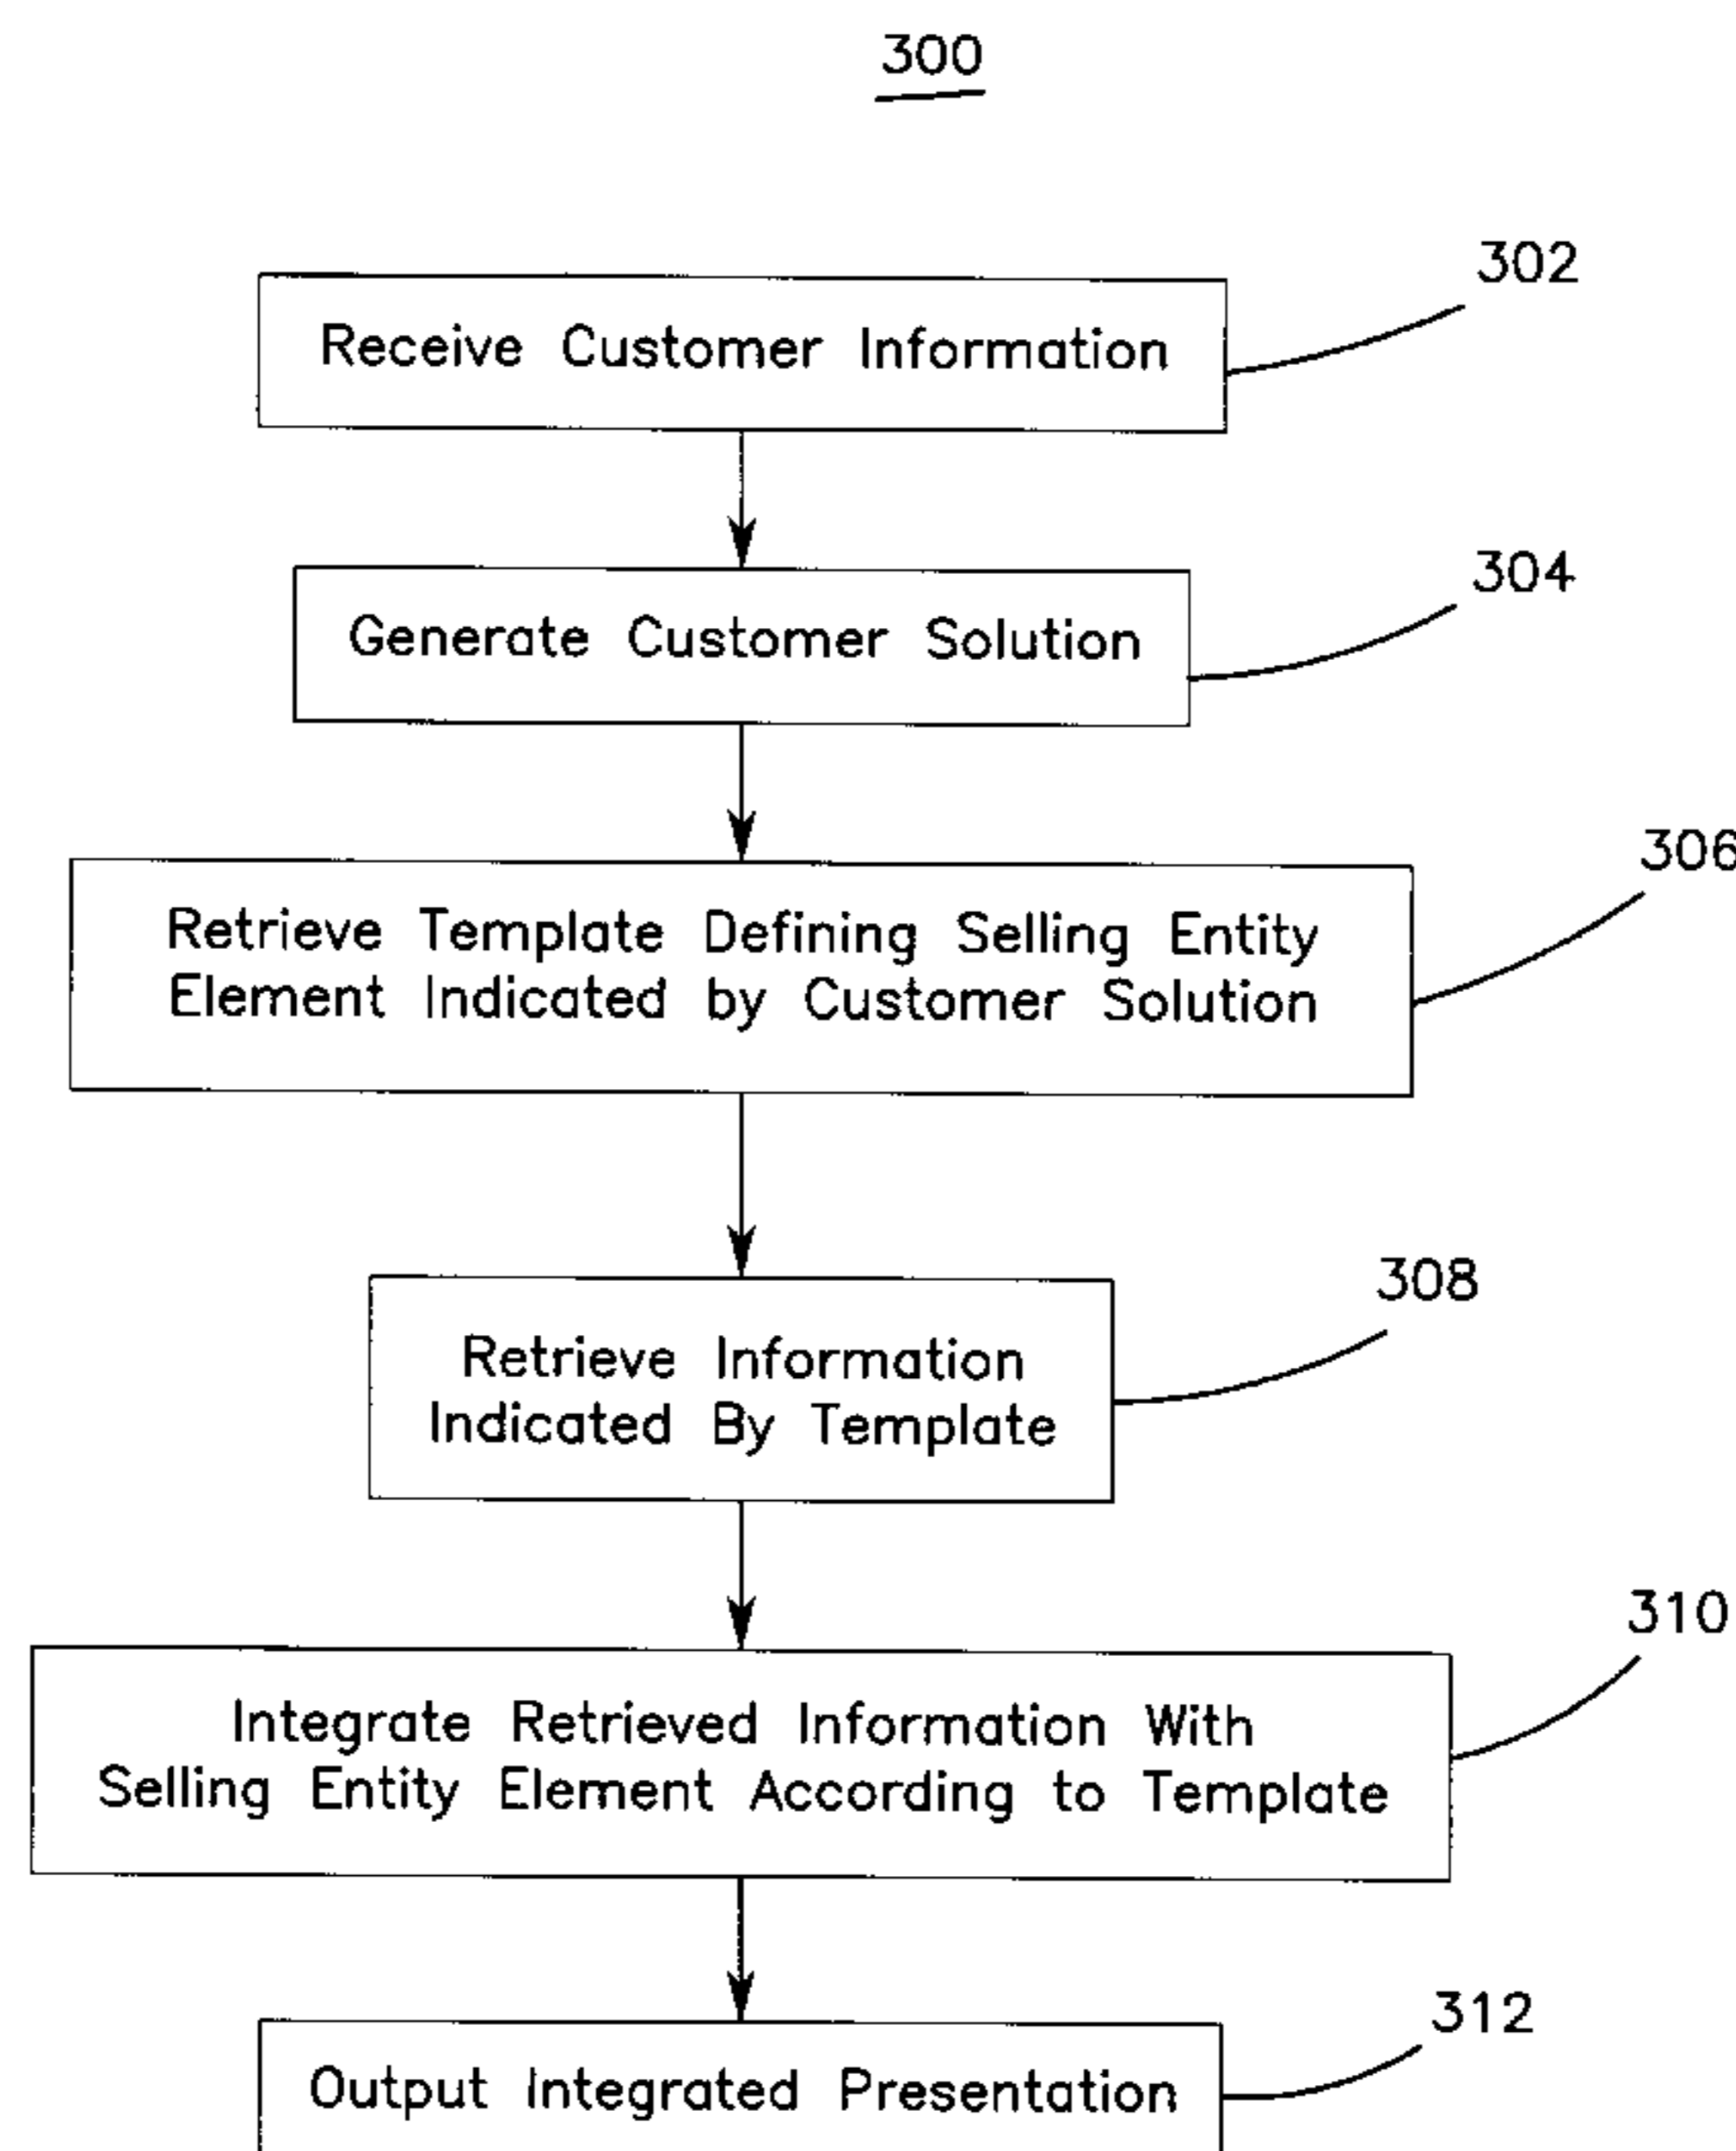 300
302
Receive Customer Information
304
Generate Customer Solution
306
Retrieve Template Defining Selling Entity
Element Indicated by Customer Solution
308
Retrieve Information
Indicated By Template
310
Integrate Retrieved Information With
Selling Entity Element According to Template
312
Output Integrated Presentation